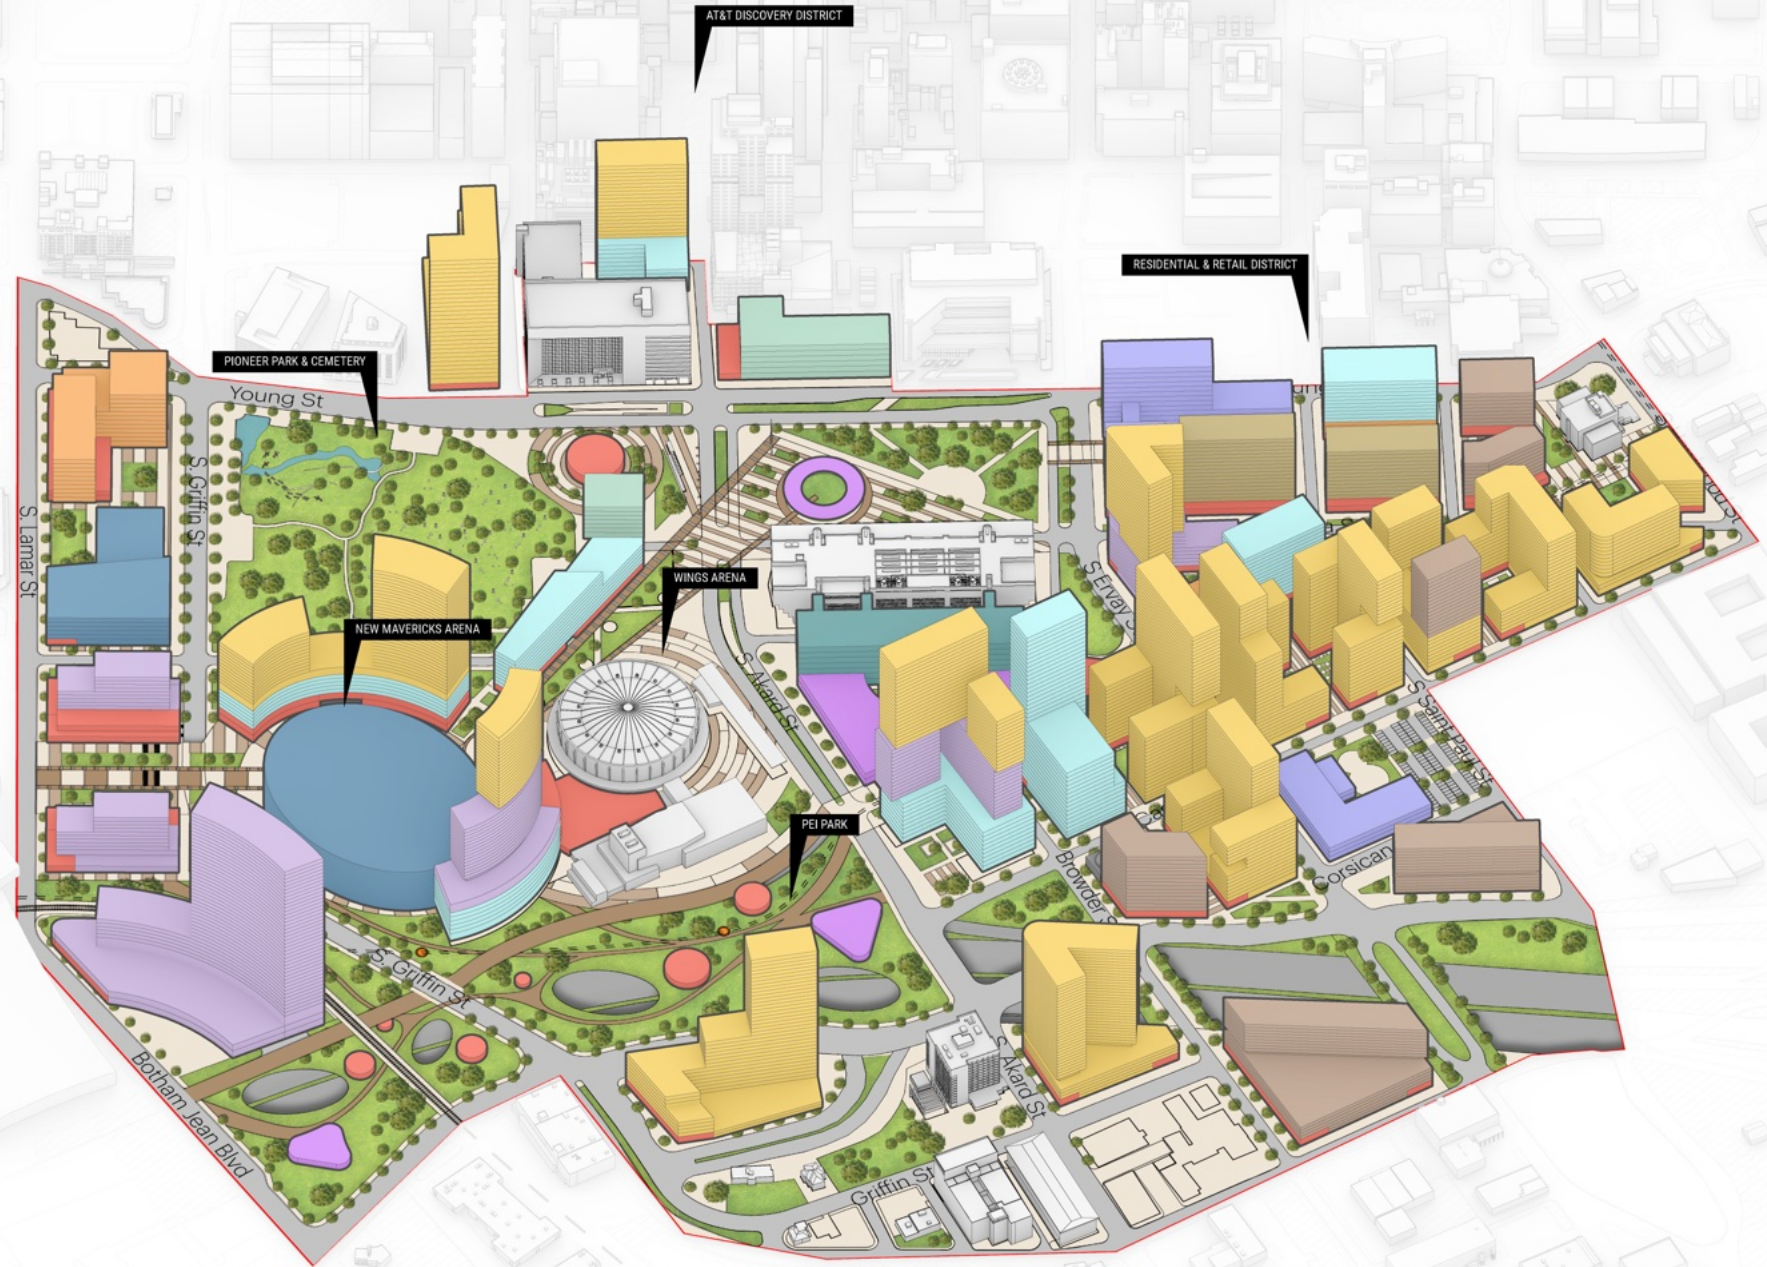 AT&T DISCOVERY DISTRICT
RESIDENTIAL & RETAIL DISTRICT
PIONEER PARK & CEMETERY
Young St
S. Griffin St
S. Lamar St
WINGS ARENA
S Ervay S
NEW MAVERICKS ARENA
S. Akard St
S Saint Paul St
PEI PARK
Corsican
Browder S
S. Griffin St
S Akard St
Botham Jean Blvd
Griffin St